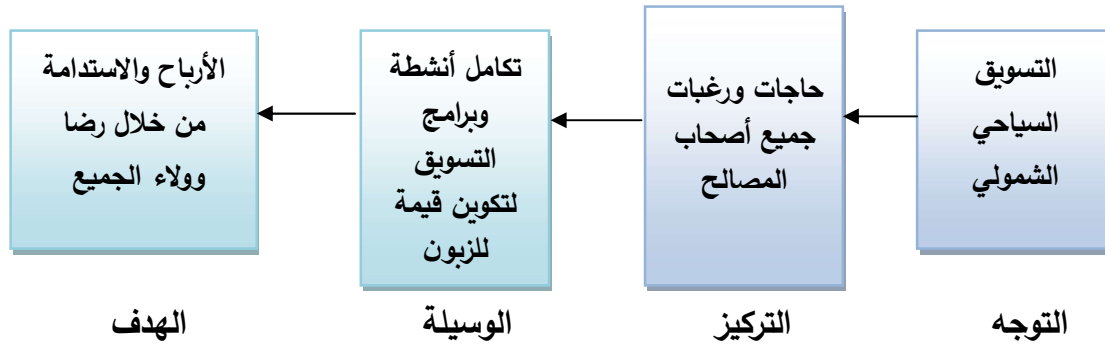 التسويق
السياحي
الشمولي
حاجات ورغبات
جميع أصحاب
المصالح
تكامل أنشطة
وبرامج
التسويق
لتكوين قيمة
للزبون
الأرباح والاستدامة
من خلال رضا
وولاء الجميع
التوجه
التركيز
الوسيلة
الهدف